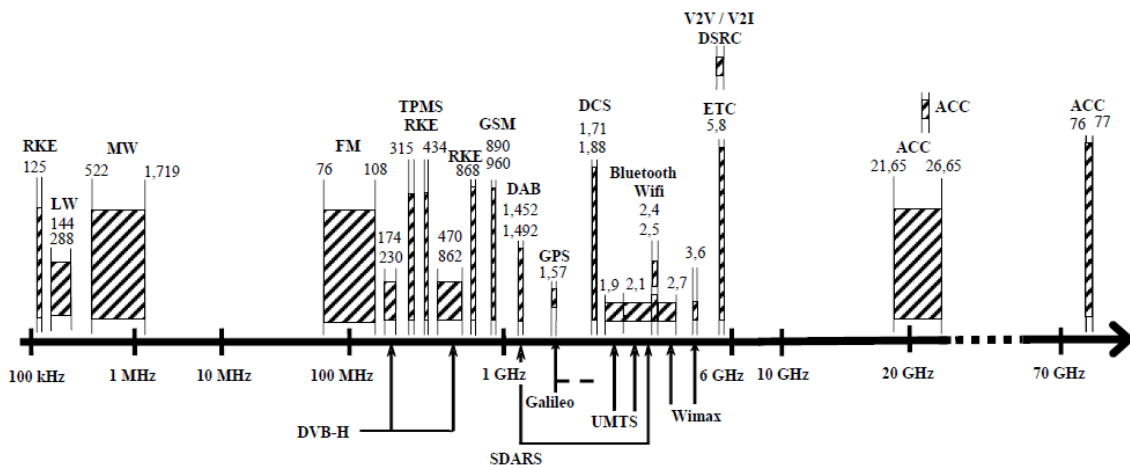 V2V / V2I
DSRC
TPMS
RKE
GSM
DCS
ETC
ACC
ACC
RKE
MW
FM
315
434
RKE
890
960
1,71
1,88
5,8
ACC
76 77
125
522
1,719
76
108
868
DAB
Bluetooth
Wifi
21,65
26,65
LW
144
288
1,452
1,492
2,4
2,5
174
230
470
862
GPS
1,57
1,9
2,1
2,7
3,6
100 kHz
1 MHz
10 MHz
100 MHz
1 GHz
6 GHz
10 GHz
20 GHz
70 GHz
Galileo
UMTS
Wimax
DVB-H
SDARS